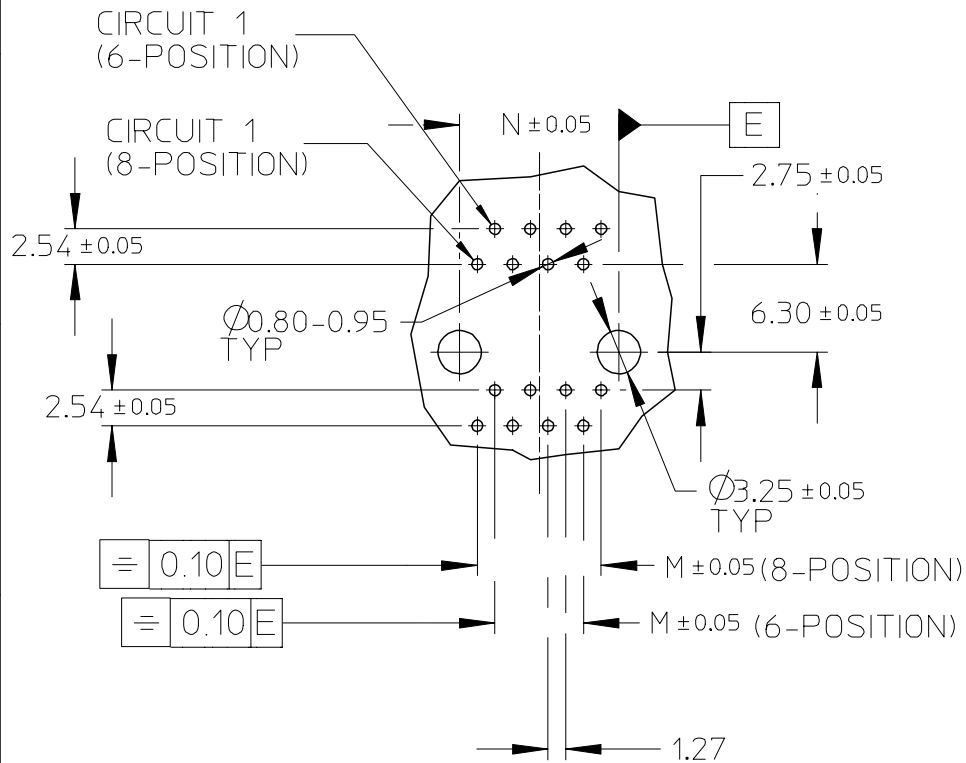 CIRCUIT 1
(6-POSITION)
CIRCUIT 1
(8-POSITION)
N ±0.05
E
2.75 ±0.05
2.54 ±0.05
6.30 ±0.05
Ø0.80-0.95
TYP
2.54 ±0.05
Ø3.25 ±0.05
TYP
⌯ 0.10 E
M ±0.05 (8-POSITION)
⌯ 0.10 E
M ±0.05 (6-POSITION)
1.27